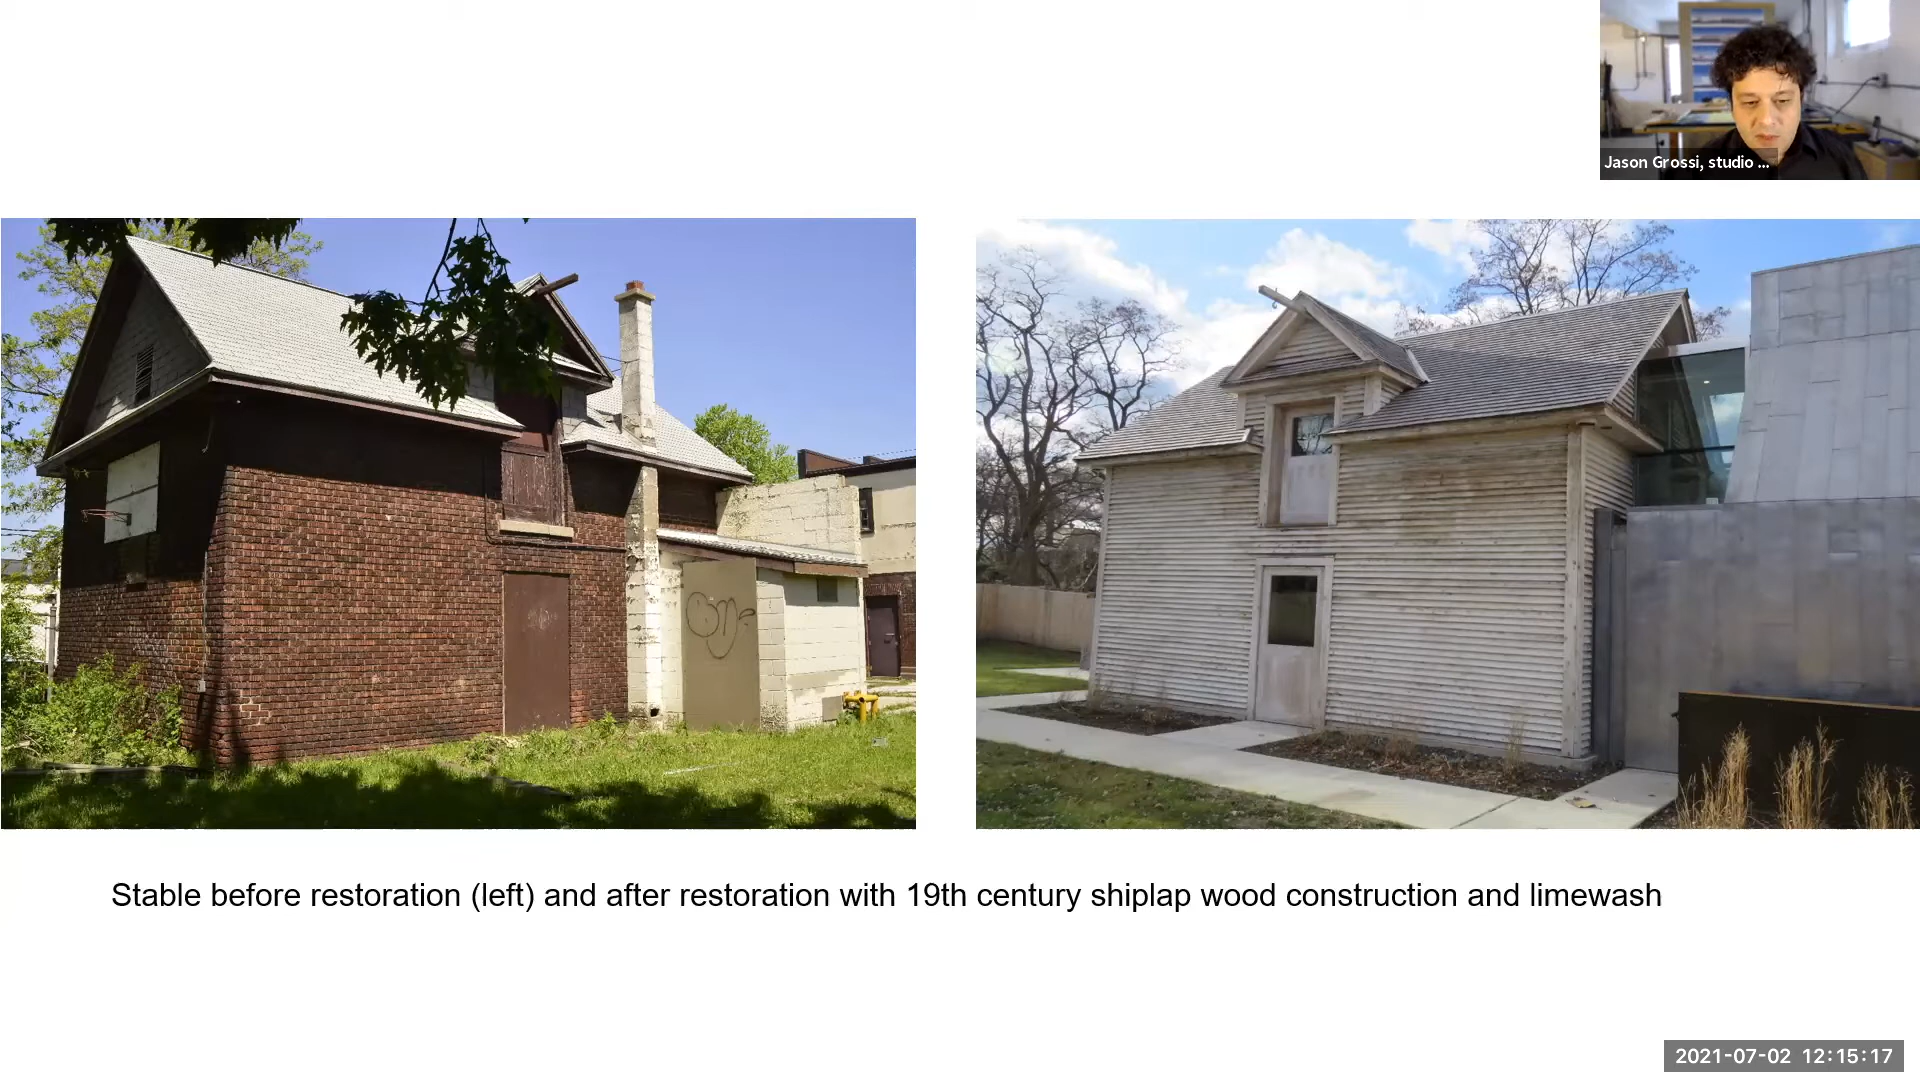 Jason Grossi, studio ...
Stable before restoration (left) and after restoration with 19th century shiplap wood construction and limewash
2021-07-02 12:15:17